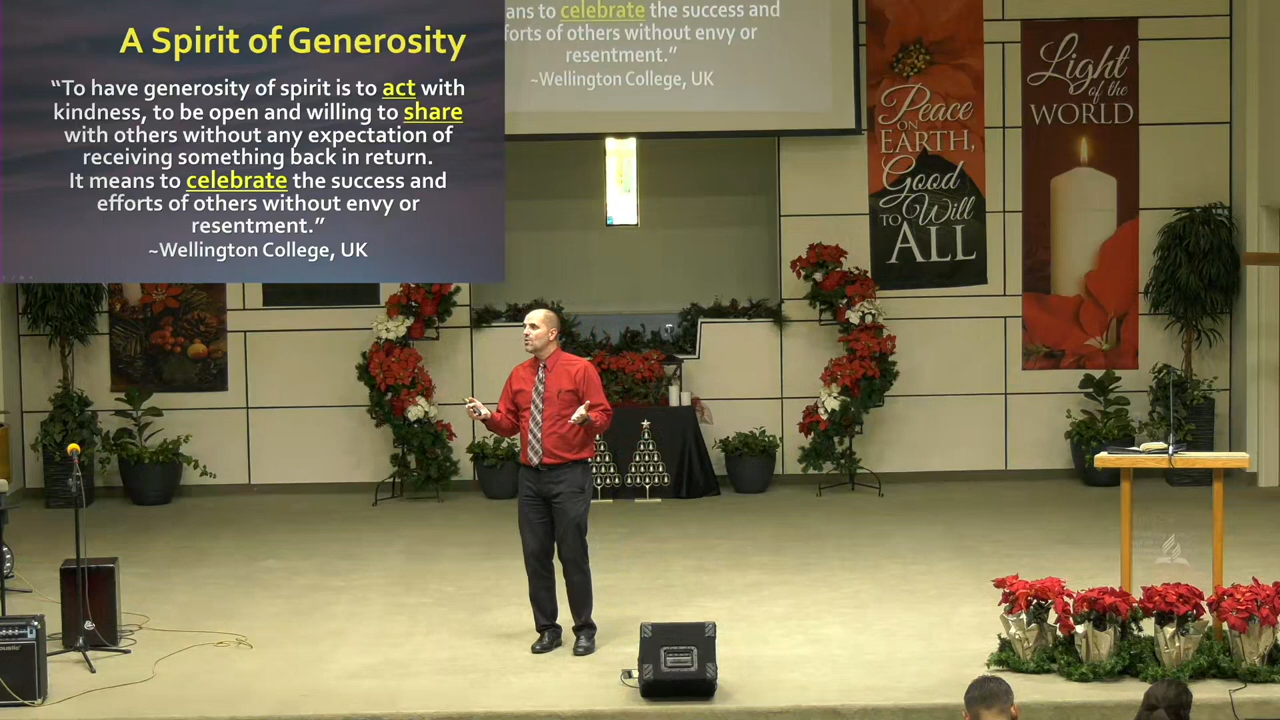 A Spirit of Generosity
“To have generosity of spirit is to act with
kindness, to be open and willing to share
with others without any expectation of
receiving something back in return.
It means to celebrate the success and
efforts of others without envy or
resentment.”
~Wellington College, UK
ans to celebrate the success and
forts of others without envy or
resentment.”
~Wellington College, UK
Peace
ON
EARTH,
Good
TO Will
ALL
Light
of the
WORLD